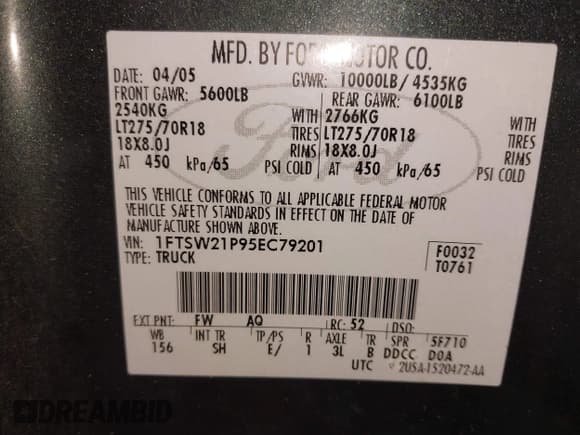 MFD. BY FORD MOTOR CO.
DATE: 04/05 GVWR: 10000LB/ 4535KG
FRONT GAWR: 5600LB REAR GAWR: 6100LB
2540KG WITH 2766KG WITH
LT275/70R18 TIRES LT275/70R18 TIRES
18X8.0J RIMS 18X8.0J RIMS
AT 450 kPa/65 PSI COLD AT 450 kPa/65 PSI COLD
THIS VEHICLE CONFORMS TO ALL APPLICABLE FEDERAL MOTOR
VEHICLE SAFETY STANDARDS IN EFFECT ON THE DATE OF
MANUFACTURE SHOWN ABOVE.
VIN: 1FTSW21P95EC79201 F0032
TYPE: TRUCK T0761
Ford
EXT PNT: FW AQ RC: 52 DSO:
WB INT TR TP/PS R AXLE TR SPR 5F710
156 SH E/ 1 3L B DDCC D0A
UTC 2USA-1520472-AA
DREAMBID